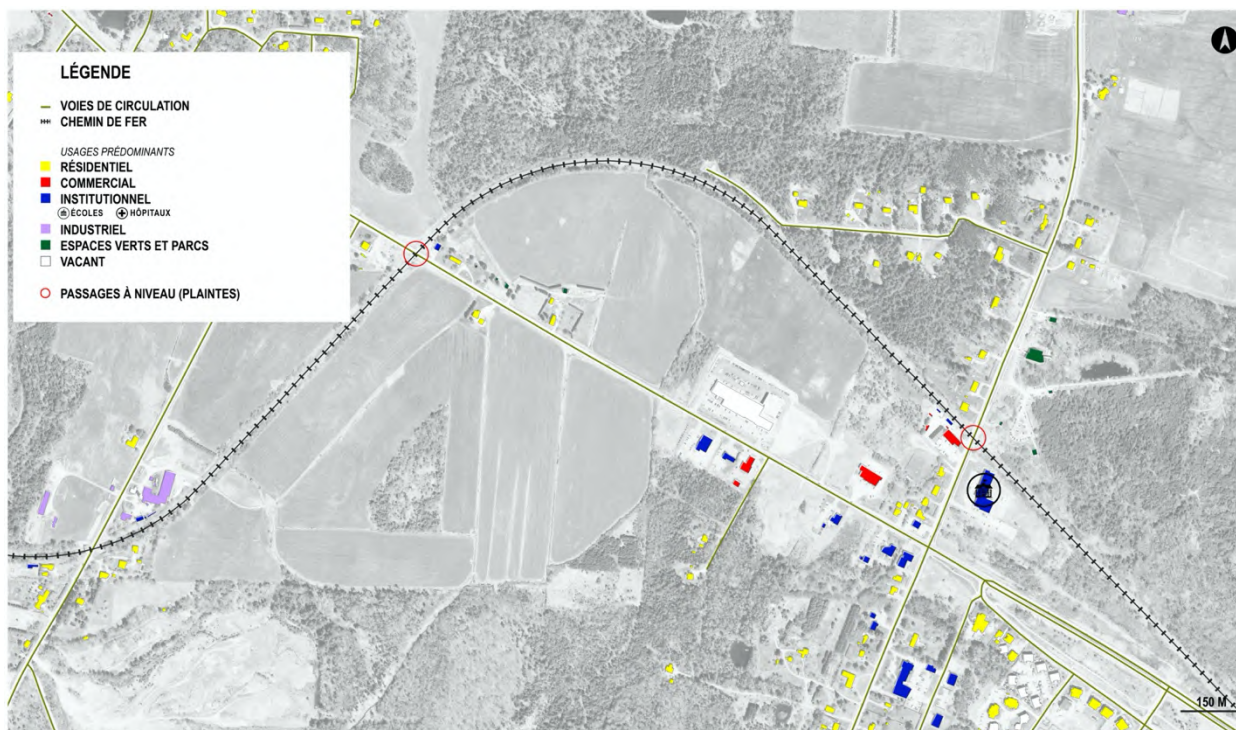 LÉGENDE
VOIES DE CIRCULATION
CHEMIN DE FER
USAGES PRÉDOMINANTS
RÉSIDENTIEL
COMMERCIAL
INSTITUTIONNEL
ÉCOLES HÔPITAUX
INDUSTRIEL
ESPACES VERTS ET PARCS
VACANT
PASSAGES À NIVEAU (PLAINTES)
150 M